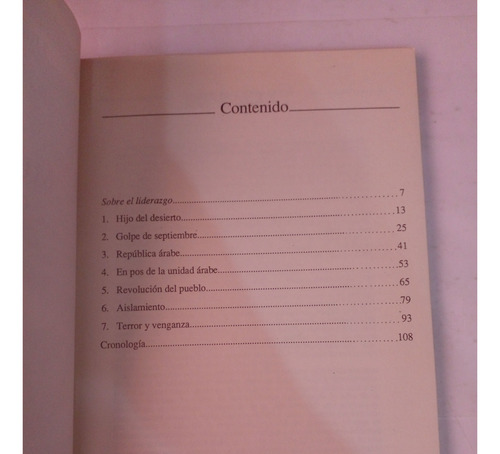 Contenido
Sobre el liderazgo 7
1. Hijo del desierto 13
2. Golpe de septiembre 25
3. República árabe 41
4. En pos de la unidad árabe 53
5. Revolución del pueblo 65
6. Aislamiento 79
7. Terror y venganza 93
Cronología 108